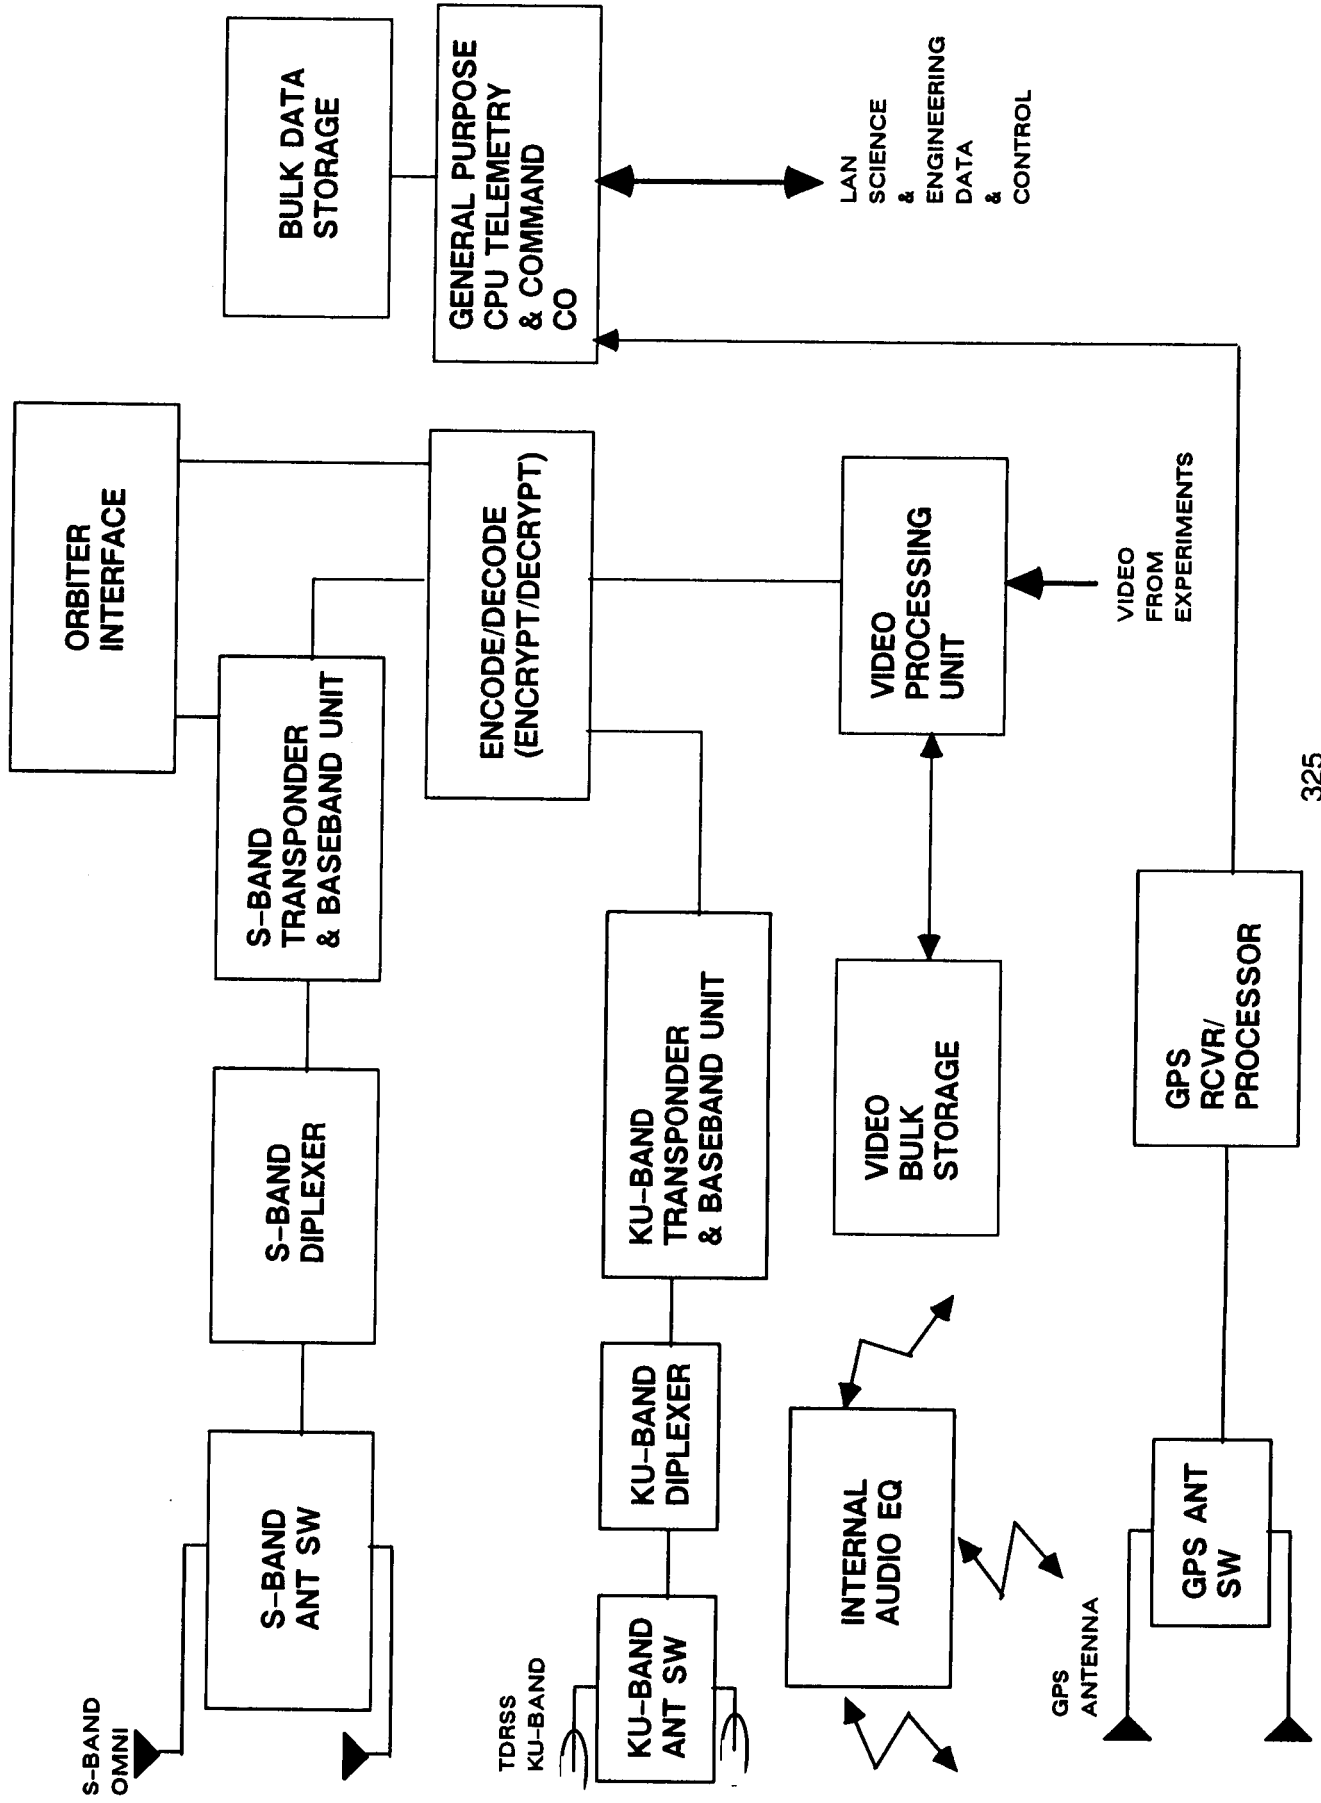 S-BAND
OMNI
S-BAND
ANT SW
S-BAND
DIPLEXER
S-BAND
TRANSPONDER
& BASEBAND UNIT
ORBITER
INTERFACE
BULK DATA
STORAGE
TDRSS
KU-BAND
KU-BAND
ANT SW
KU-BAND
DIPLEXER
KU-BAND
TRANSPONDER
& BASEBAND UNIT
ENCODE/DECODE
(ENCRYPT/DECRYPT)
GENERAL PURPOSE
CPU TELEMETRY
& COMMAND
CO
INTERNAL
AUDIO EQ
VIDEO
BULK
STORAGE
VIDEO
PROCESSING
UNIT
LAN
SCIENCE
&
ENGINEERING
DATA
&
CONTROL
GPS
ANTENNA
GPS ANT
SW
GPS
RCVR/
PROCESSOR
VIDEO
FROM
EXPERIMENTS
325